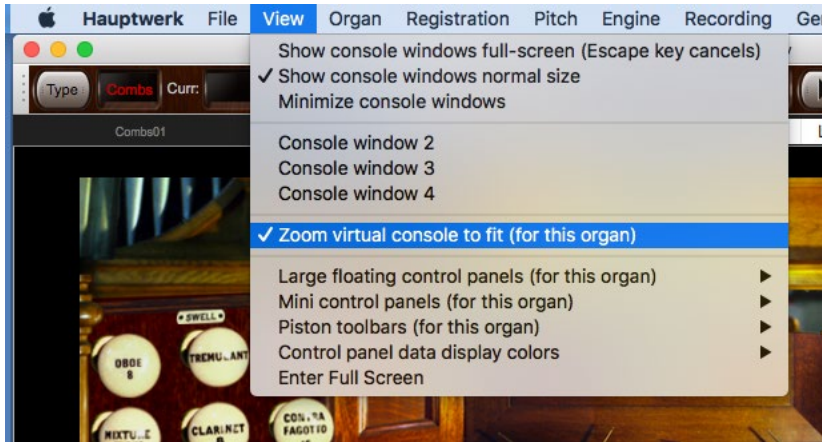 Hauptwerk File View Organ Registration Pitch Engine Recording Ge
Show console windows full-screen (Escape key cancels)
✓ Show console windows normal size
Minimize console windows
Type Combs Curr:
Combs01
Console window 2
Console window 3
Console window 4
✓ Zoom virtual console to fit (for this organ)
Large floating control panels (for this organ)
Mini control panels (for this organ)
Piston toolbars (for this organ)
Control panel data display colors
Enter Full Screen
• SWELL •
OBOE
8
TREMULANT
CLARINET
CONTRA
FAGOTTO